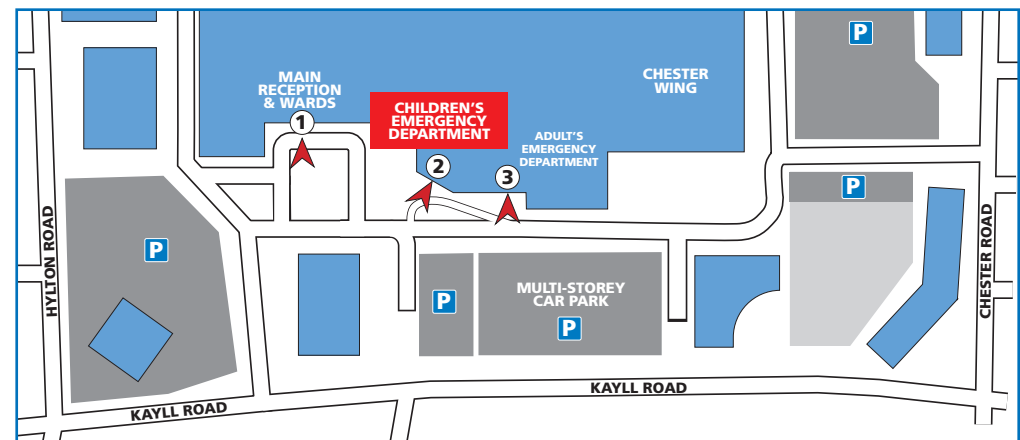 P
MAIN
RECEPTION
& WARDS
CHESTER
WING
CHILDREN'S
EMERGENCY
DEPARTMENT
1
ADULT'S
EMERGENCY
DEPARTMENT
2
3
P
HYLTON ROAD
CHESTER ROAD
P
MULTI-STOREY
CAR PARK
P
P
KAYLL ROAD
KAYLL ROAD